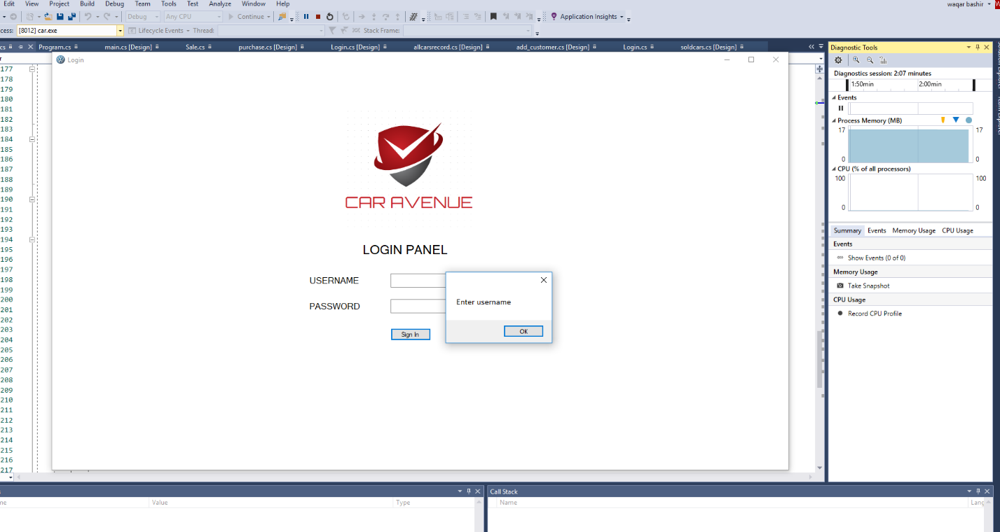 Edit View Project Build Debug Team Tools Test Analyze Window Help waqar bashir
Debug Any CPU Continue Application Insights
cess: [8012] car.exe Lifecycle Events Thread: Stack Frame:
cs Program.cs main.cs [Design] Sale.cs purchase.cs [Design] Login.cs [Design] allcarsrecord.cs [Design] add_customer.cs [Design] Login.cs soldcars.cs [Design]
Login
177
178
179
180
181
182
183
184
185
186
187
188
189
190
191
192
193
194
195
196
197
198
199
200
201
202
203
204
205
206
207
208
209
210
211
212
213
214
215
216
217
CAR AVENUE
LOGIN PANEL
USERNAME
PASSWORD
Sign In
Enter username
OK
Diagnostic Tools
Diagnostics session: 2:07 minutes
1:50min 2:00min
Events
Process Memory (MB)
17 17
0 0
CPU (% of all processors)
100 100
0 0
Summary Events Memory Usage CPU Usage
Events
Show Events (0 of 0)
Memory Usage
Take Snapshot
CPU Usage
Record CPU Profile
Value Type
Call Stack
Name Lang